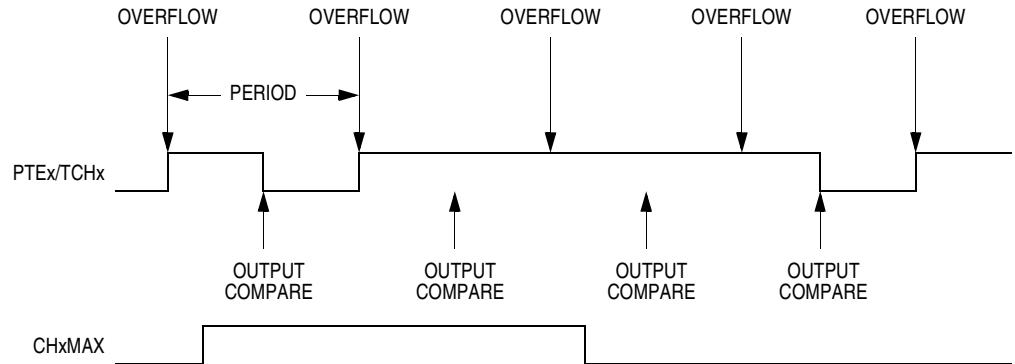 OVERFLOW OVERFLOW OVERFLOW OVERFLOW OVERFLOW
PERIOD
PTEx/TCHx
OUTPUT COMPARE
OUTPUT COMPARE
OUTPUT COMPARE
OUTPUT COMPARE
CHxMAX